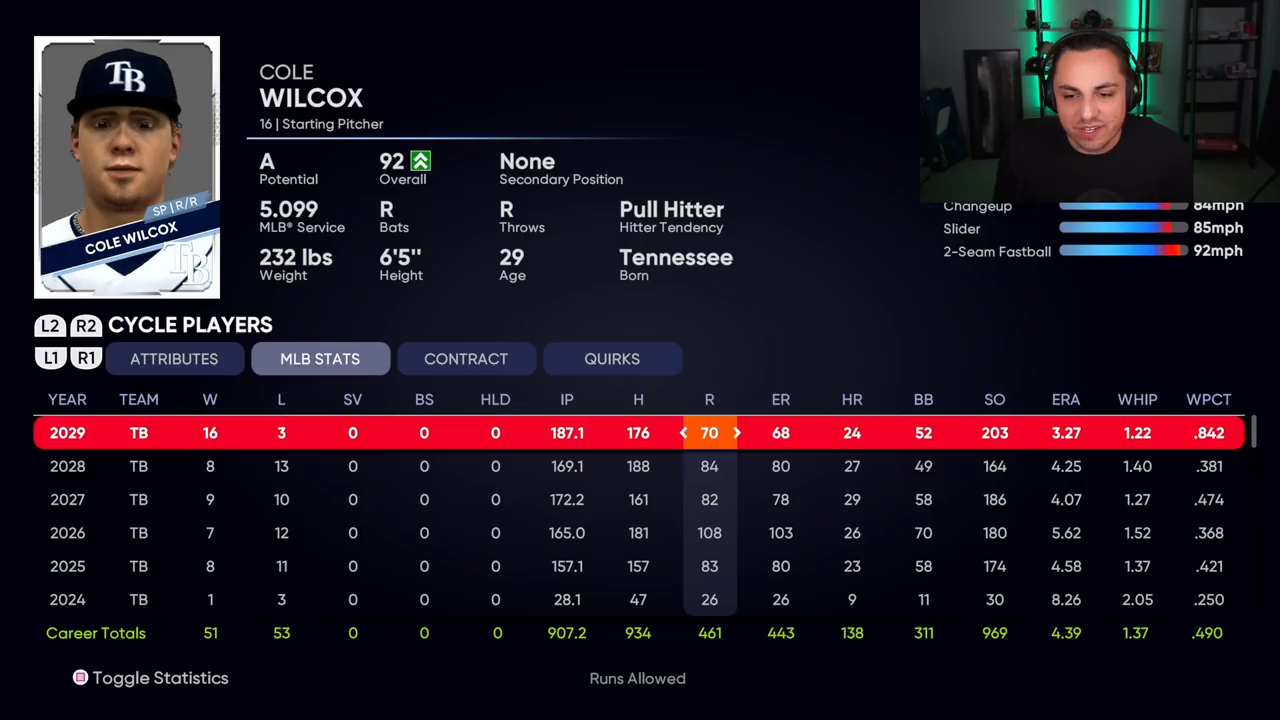 TB
SP | R/R
COLE WILCOX
TB
COLE
WILCOX
16 | Starting Pitcher
A
Potential
92
Overall
None
Secondary Position
5.099
MLB® Service
R
Bats
R
Throws
Pull Hitter
Hitter Tendency
232 lbs
Weight
6'5"
Height
29
Age
Tennessee
Born
Changeup 84mph
Slider 85mph
2-Seam Fastball 92mph
L2 R2 CYCLE PLAYERS
L1 R1 ATTRIBUTES MLB STATS CONTRACT QUIRKS
YEAR TEAM W L SV BS HLD IP H R ER HR BB SO ERA WHIP WPCT
2029 TB 16 3 0 0 0 187.1 176 70 68 24 52 203 3.27 1.22 .842
2028 TB 8 13 0 0 0 169.1 188 84 80 27 49 164 4.25 1.40 .381
2027 TB 9 10 0 0 0 172.2 161 82 78 29 58 186 4.07 1.27 .474
2026 TB 7 12 0 0 0 165.0 181 108 103 26 70 180 5.62 1.52 .368
2025 TB 8 11 0 0 0 157.1 157 83 80 23 58 174 4.58 1.37 .421
2024 TB 1 3 0 0 0 28.1 47 26 26 9 11 30 8.26 2.05 .250
Career Totals 51 53 0 0 0 907.2 934 461 443 138 311 969 4.39 1.37 .490
Toggle Statistics
Runs Allowed